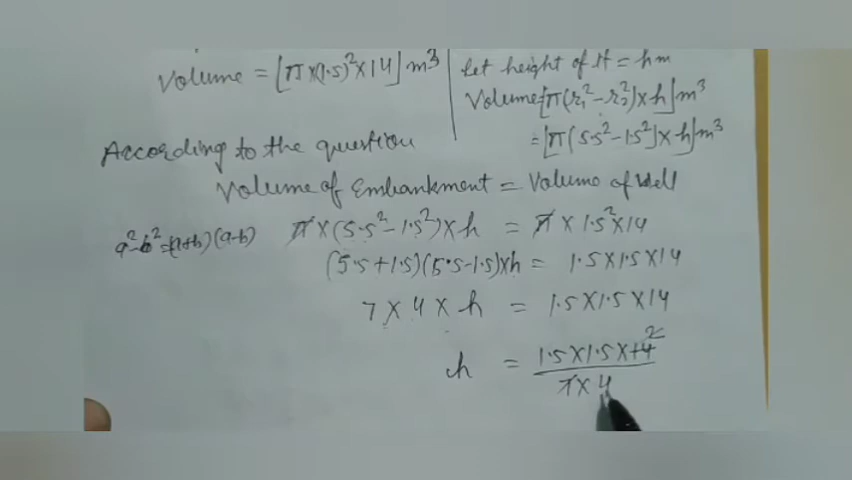 Volume = [π×(1.5)²×14] m³
Let height of it = hm
Volume=[π(r₁²-r₂²)×h]m³
=[π(5.5²-1.5²)×h]m³
According to the question
Volume of Embankment = Volume of Well
a²-b²=(a+b)(a-b) π×(5.5²-1.5²)×h = π×1.5²×14
(5.5+1.5)(5.5-1.5)×h = 1.5×1.5×14
7×4×h = 1.5×1.5×14
h = 1.5×1.5×14 2
7×4